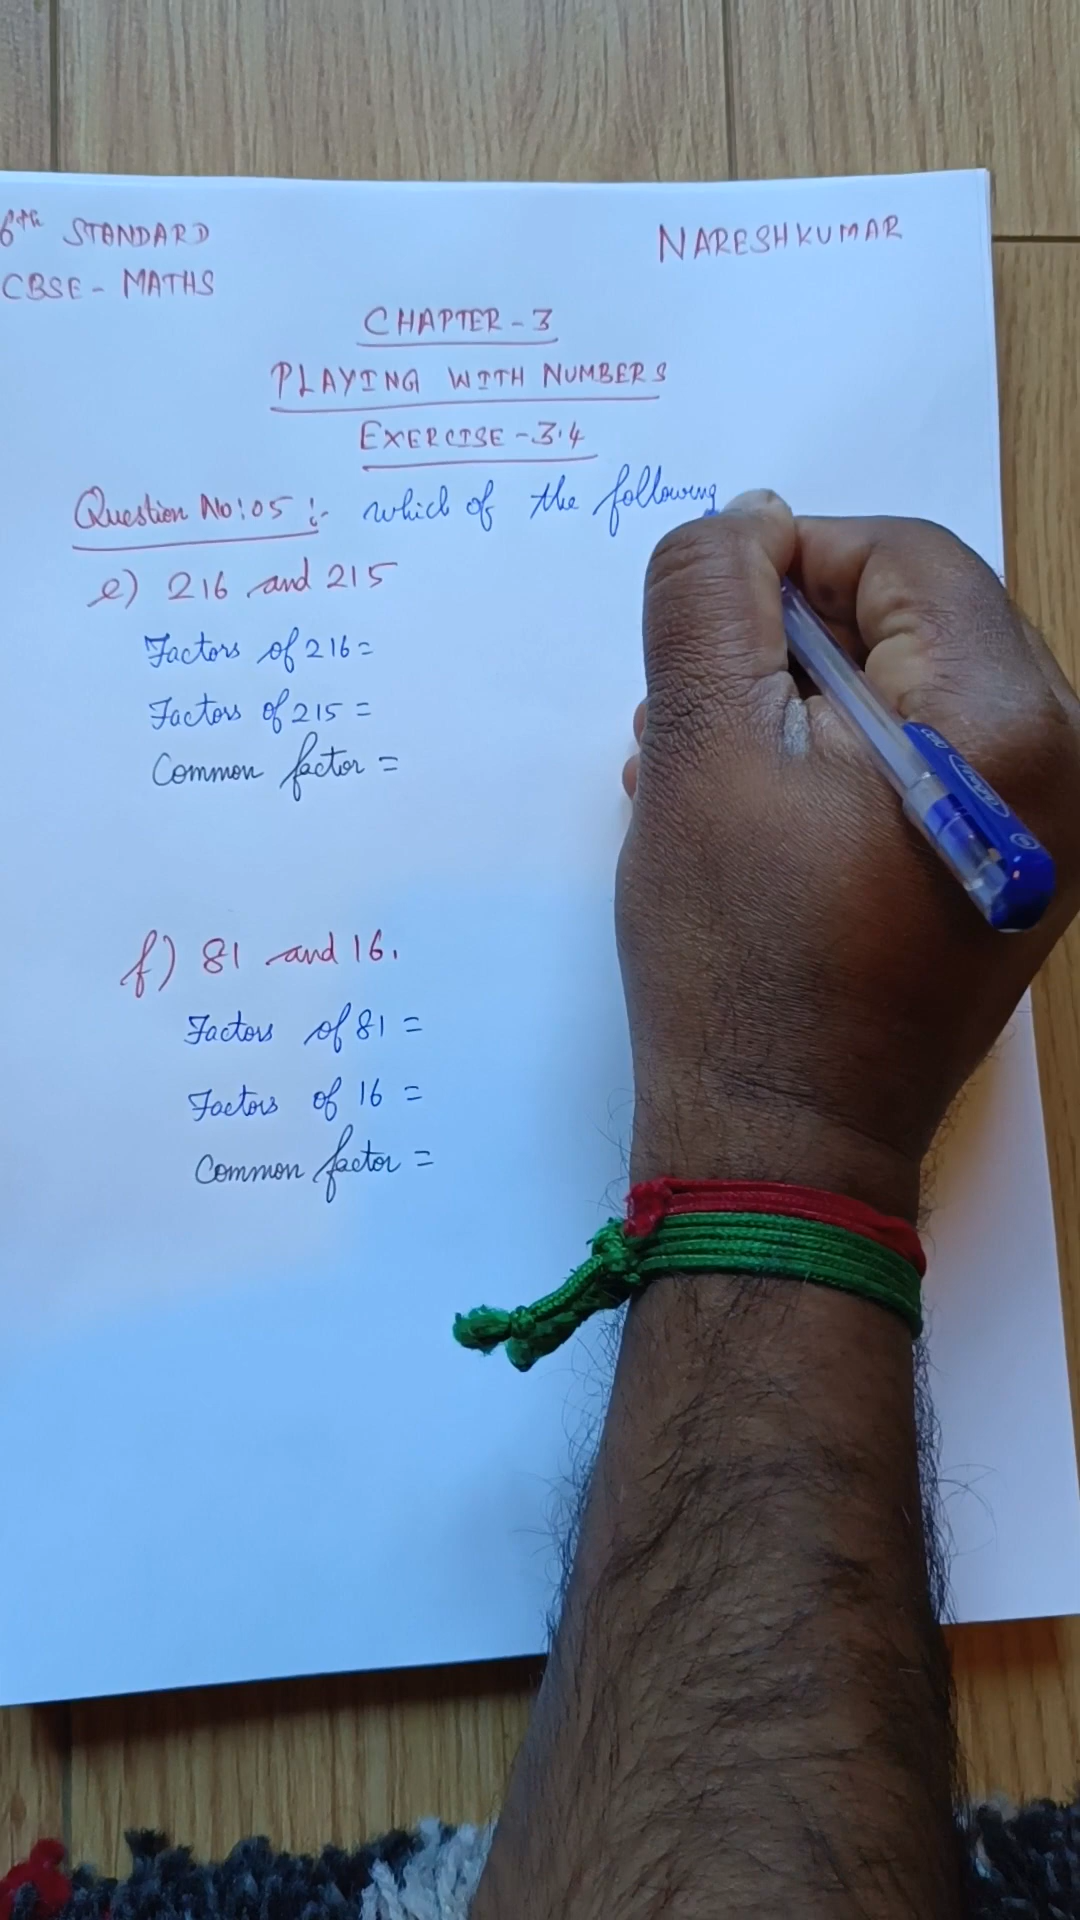 6th STANDARD
NARESHKUMAR
CBSE - MATHS
CHAPTER - 3
PLAYING WITH NUMBERS
EXERCISE - 3.4
Question No:05 :- which of the following
e) 216 and 215
Factors of 216 =
Factors of 215 =
Common factor =
f) 81 and 16.
Factors of 81 =
Factors of 16 =
Common factor =